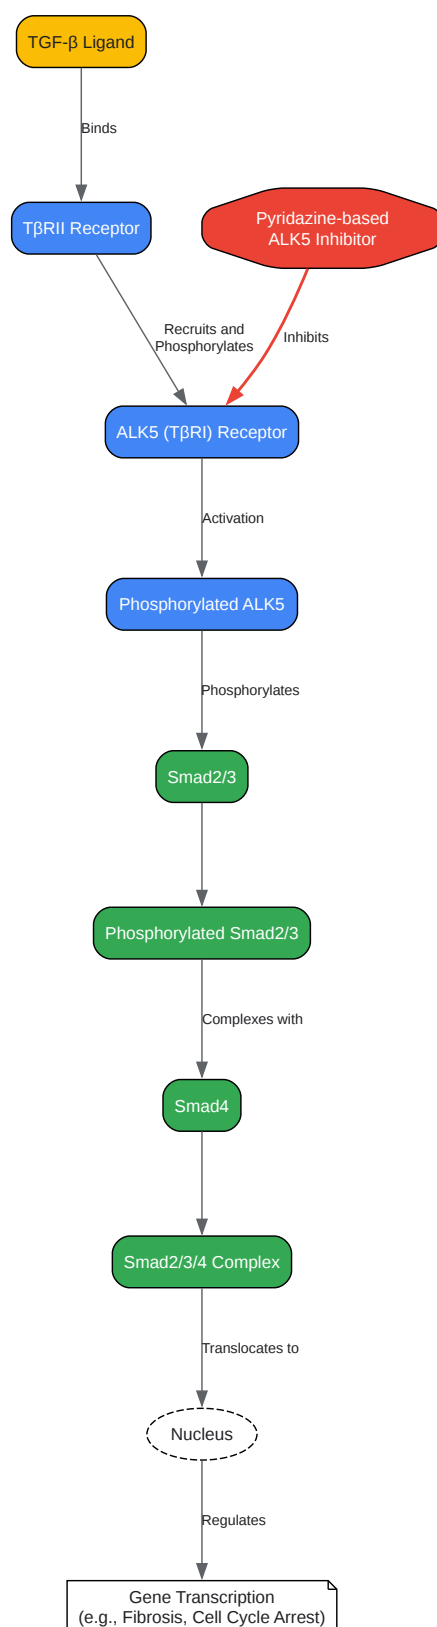 TGF-β Ligand
Binds
TβRII Receptor
Pyridazine-based
ALK5 Inhibitor
Recruits and
Phosphorylates
Inhibits
ALK5 (TβRI) Receptor
Activation
Phosphorylated ALK5
Phosphorylates
Smad2/3
Phosphorylated Smad2/3
Complexes with
Smad4
Smad2/3/4 Complex
Translocates to
Nucleus
Regulates
Gene Transcription
(e.g., Fibrosis, Cell Cycle Arrest)